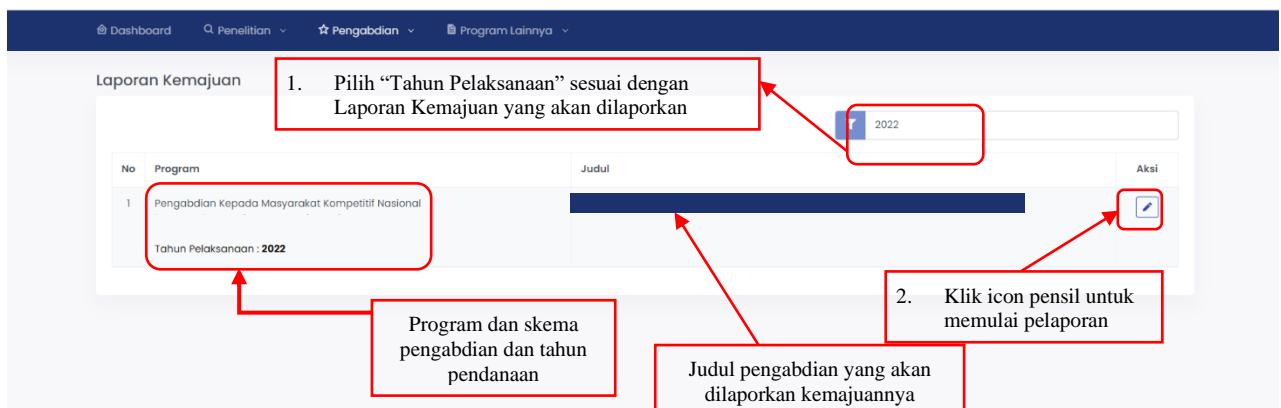 Dashboard Penelitian Pengabdian Program Lainnya
Laporan Kemajuan
1. Pilih “Tahun Pelaksanaan” sesuai dengan
Laporan Kemajuan yang akan dilaporkan
2022
No Program Judul Aksi
1 Pengabdian Kepada Masyarakat Kompetitif Nasional
Tahun Pelaksanaan : 2022
2. Klik icon pensil untuk
memulai pelaporan
Program dan skema
pengabdian dan tahun
pendanaan
Judul pengabdian yang akan
dilaporkan kemajuannya